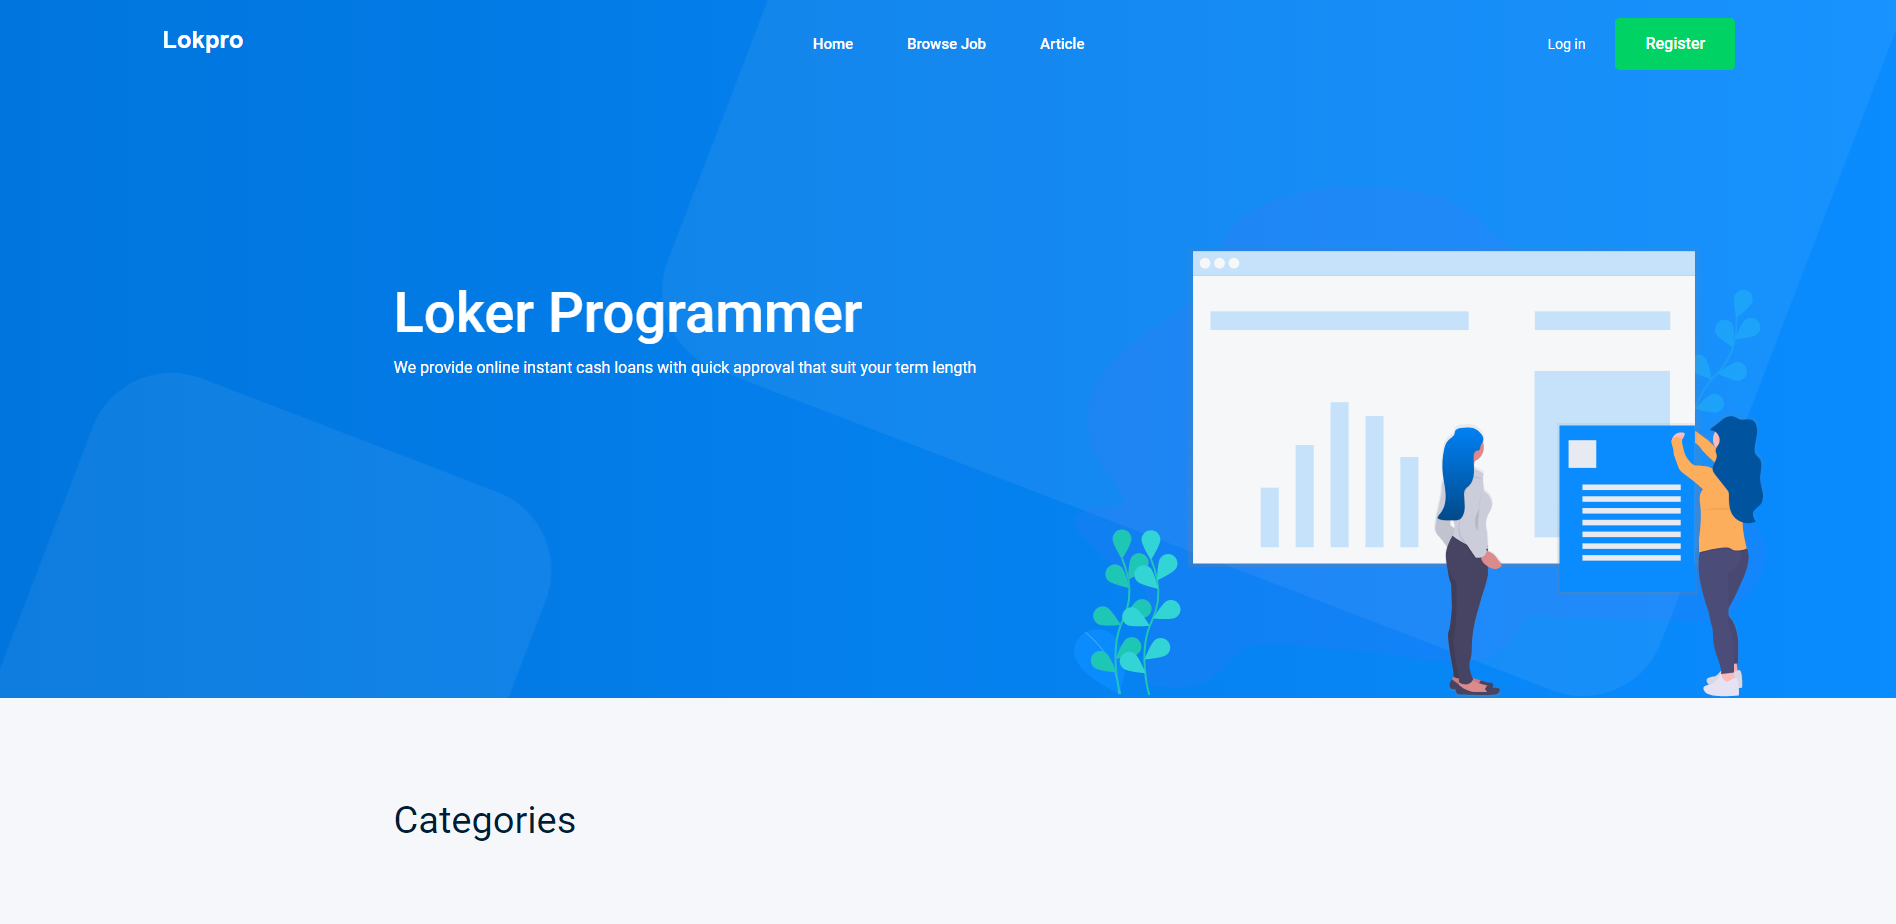 Lokpro
Home
Browse Job
Article
Log in
Register
Loker Programmer
We provide online instant cash loans with quick approval that suit your term length
Categories